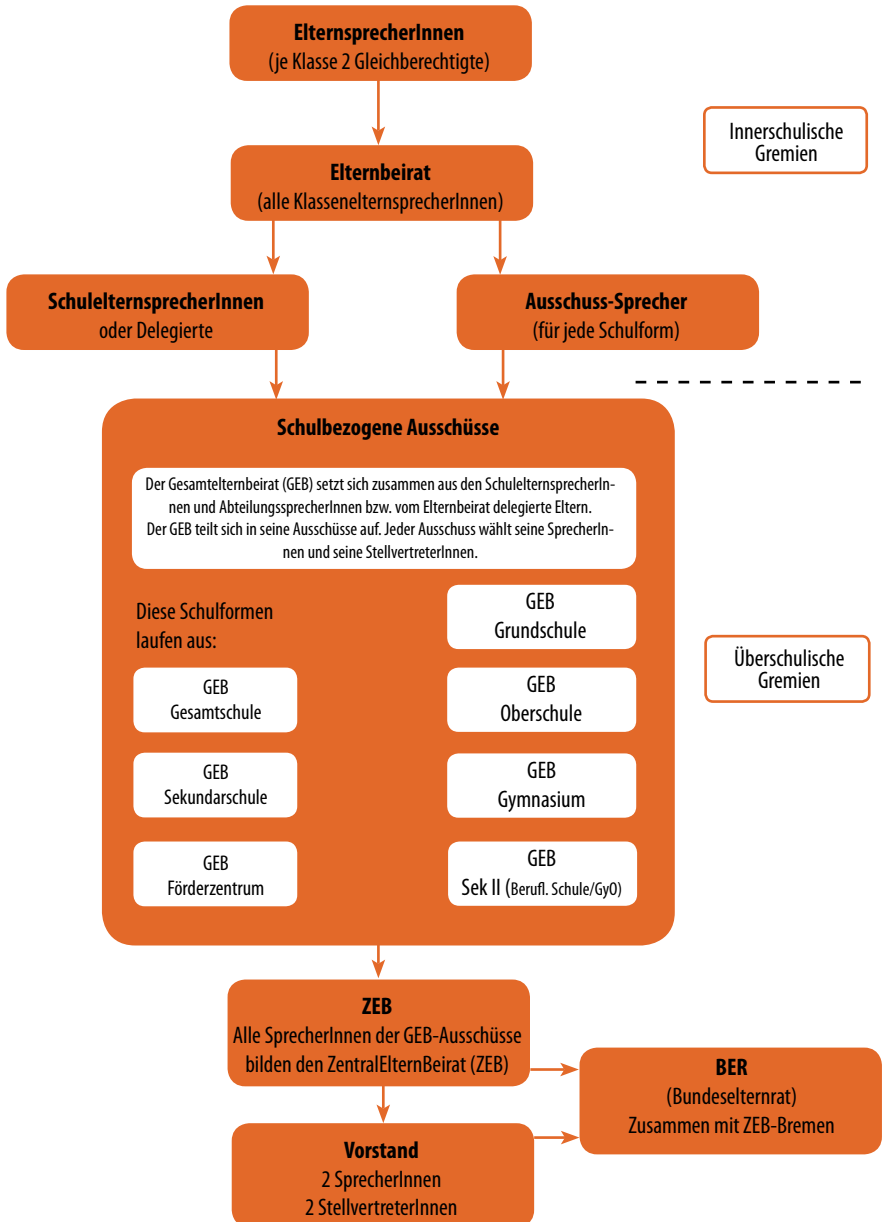 ElternsprecherInnen
(je Klasse 2 Gleichberechtigte)
Innerschulische
Gremien
Elternbeirat
(alle KlassenelternsprecherInnen)
SchulelternsprecherInnen
oder Delegierte
Ausschuss-Sprecher
(für jede Schulform)
Schulbezogene Ausschüsse
Der Gesamtelternbeirat (GEB) setzt sich zusammen aus den SchulelternsprecherIn-
nen und AbteilungssprecherInnen bzw. vom Elternbeirat delegierte Eltern.
Der GEB teilt sich in seine Ausschüsse auf. Jeder Ausschuss wählt seine SprecherIn-
nen und seine StellvertreterInnen.
Diese Schulformen
laufen aus:
GEB
Gesamtschule
GEB
Sekundarschule
GEB
Förderzentrum
GEB
Grundschule
GEB
Oberschule
GEB
Gymnasium
GEB
Sek II (Berufl. Schule/GyO)
Überschulische
Gremien
ZEB
Alle SprecherInnen der GEB-Ausschüsse
bilden den ZentralElternBeirat (ZEB)
BER
(Bundeselternrat)
Zusammen mit ZEB-Bremen
Vorstand
2 SprecherInnen
2 StellvertreterInnen